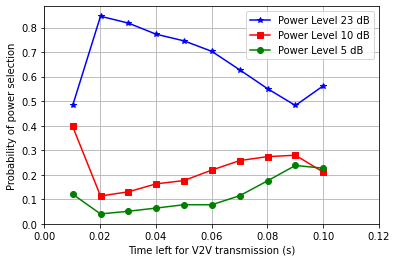 Power Level 23 dB
Power Level 10 dB
Power Level 5 dB
Probability of power selection
0.8
0.7
0.6
0.5
0.4
0.3
0.2
0.1
0.0
0.00 0.02 0.04 0.06 0.08 0.10 0.12
Time left for V2V transmission (s)